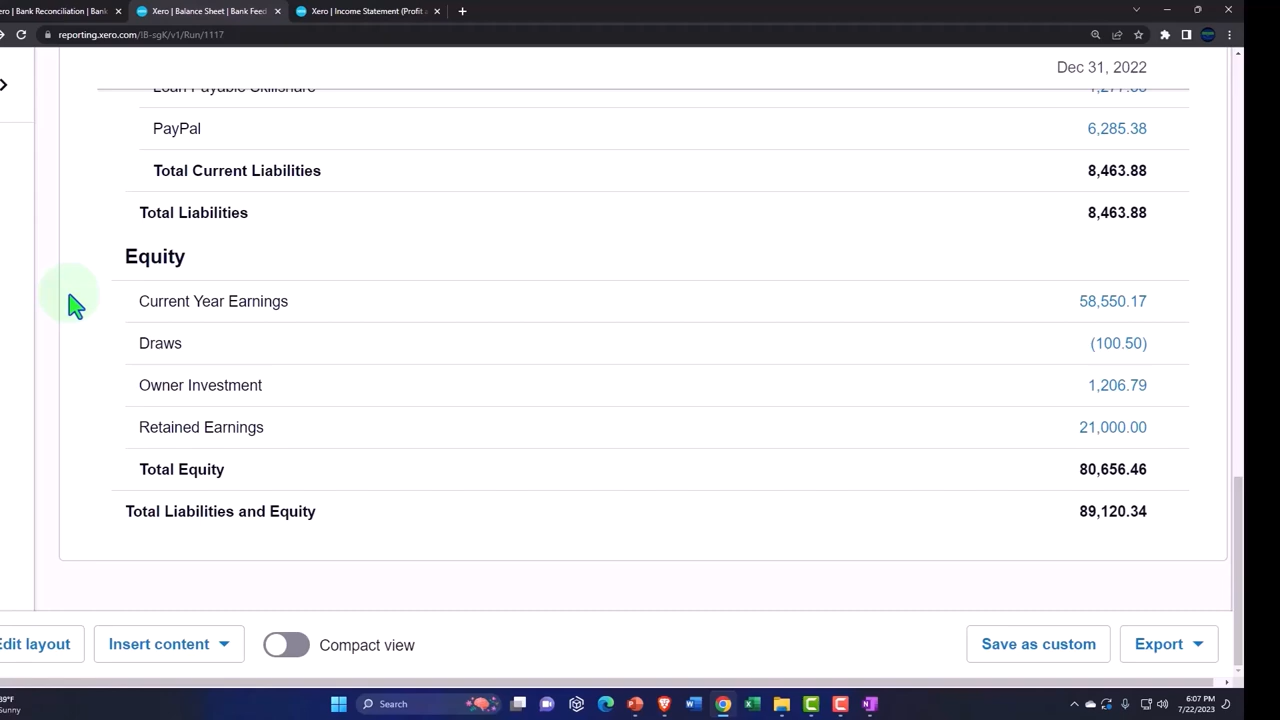 ero | Bank Reconciliation | Bank
Xero | Balance Sheet | Bank Feed
Xero | Income Statement (Profit a
reporting.xero.com/!B-sgK/v1/Run/1117
Dec 31, 2022
Loan Payable Skillshare
PayPal 6,285.38
Total Current Liabilities 8,463.88
Total Liabilities 8,463.88
Equity
Current Year Earnings 58,550.17
Draws (100.50)
Owner Investment 1,206.79
Retained Earnings 21,000.00
Total Equity 80,656.46
Total Liabilities and Equity 89,120.34
Edit layout
Insert content
Compact view
Save as custom
Export
Sunny
Search
6:07 PM
7/22/2023